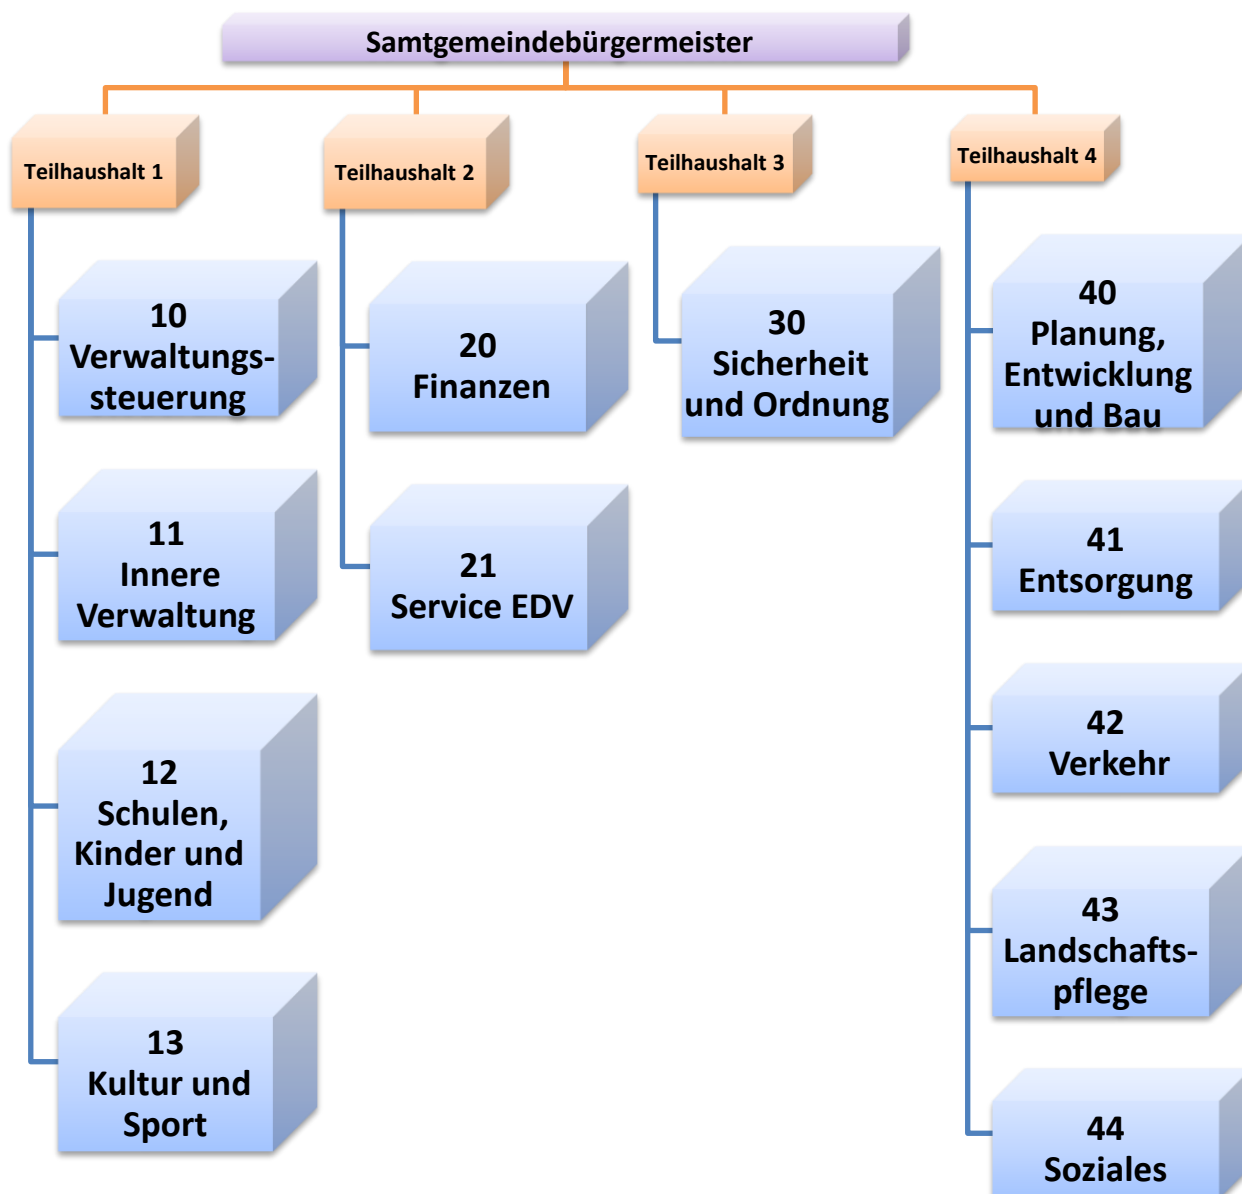 Samtgemeindebürgermeister
Teilhaushalt 1
10
Verwaltungs-
steuerung
11
Innere
Verwaltung
12
Schulen,
Kinder und
Jugend
13
Kultur und
Sport
Teilhaushalt 2
20
Finanzen
21
Service EDV
Teilhaushalt 3
30
Sicherheit
und Ordnung
Teilhaushalt 4
40
Planung,
Entwicklung
und Bau
41
Entsorgung
42
Verkehr
43
Landschafts-
pflege
44
Soziales